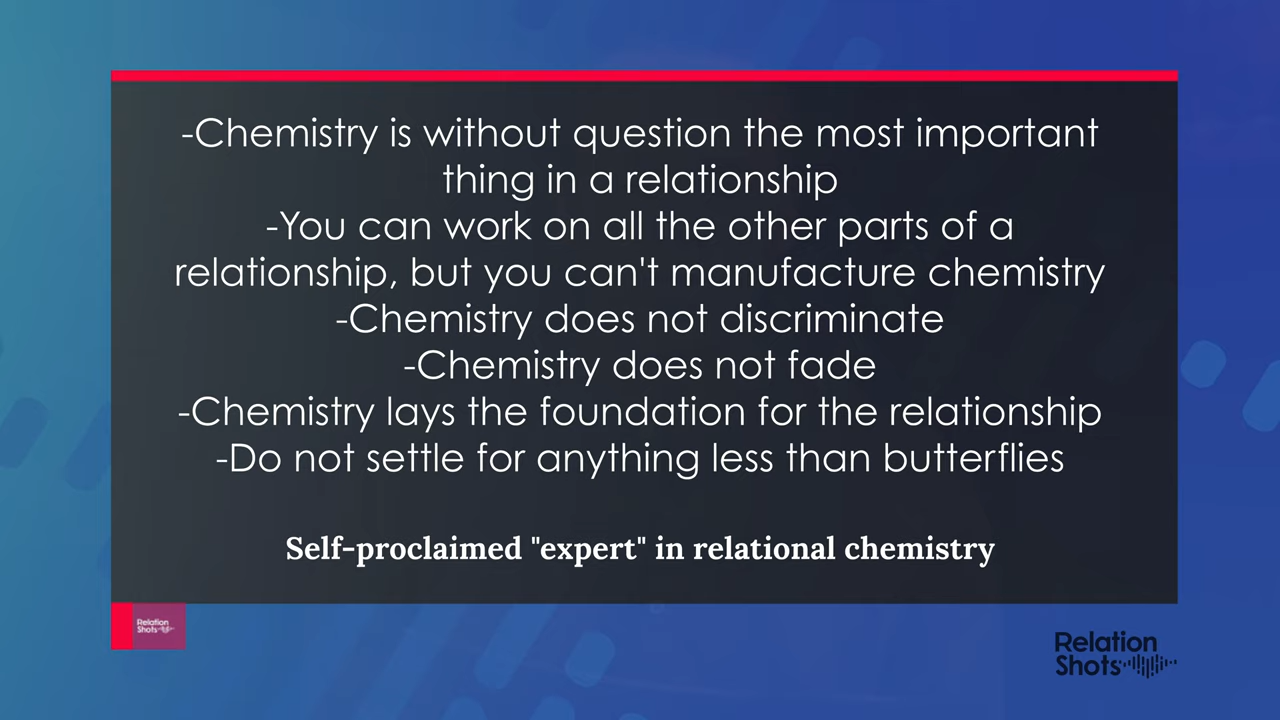 -Chemistry is without question the most important
thing in a relationship
-You can work on all the other parts of a
relationship, but you can't manufacture chemistry
-Chemistry does not discriminate
-Chemistry does not fade
-Chemistry lays the foundation for the relationship
-Do not settle for anything less than butterflies
Self-proclaimed "expert" in relational chemistry
Relation
Shots
Relation
Shots